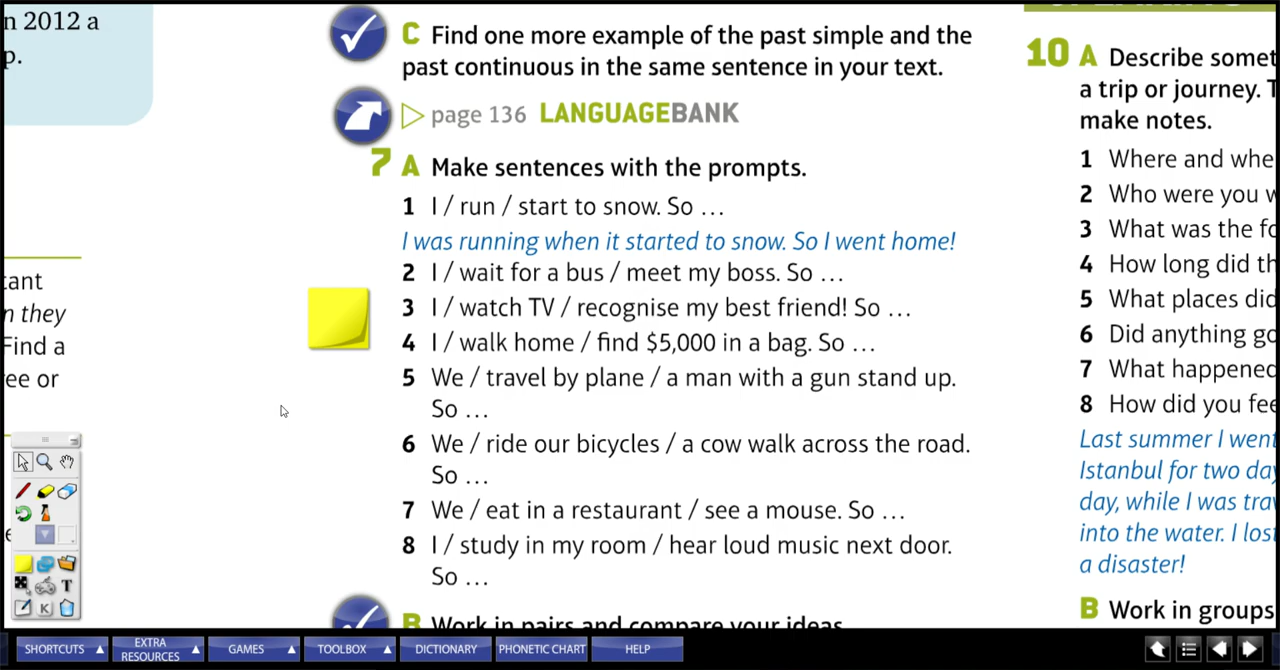 n 2012 a
p.
tant
n they
Find a
ree or
C Find one more example of the past simple and the
past continuous in the same sentence in your text.
page 136 LANGUAGEBANK
7 A Make sentences with the prompts.
1 I / run / start to snow. So …
I was running when it started to snow. So I went home!
2 I / wait for a bus / meet my boss. So …
3 I / watch TV / recognise my best friend! So …
4 I / walk home / find $5,000 in a bag. So …
5 We / travel by plane / a man with a gun stand up.
So …
6 We / ride our bicycles / a cow walk across the road.
So …
7 We / eat in a restaurant / see a mouse. So …
8 I / study in my room / hear loud music next door.
So …
B Work in pairs and compare your ideas.
10 A Describe somet
a trip or journey. T
make notes.
1 Where and whe
2 Who were you w
3 What was the fo
4 How long did th
5 What places did
6 Did anything go
7 What happened
8 How did you fee
Last summer I went
Istanbul for two day
day, while I was trav
into the water. I lost
a disaster!
B Work in groups
T
K
SHORTCUTS
EXTRA
RESOURCES
GAMES
TOOLBOX
DICTIONARY
PHONETIC CHART
HELP